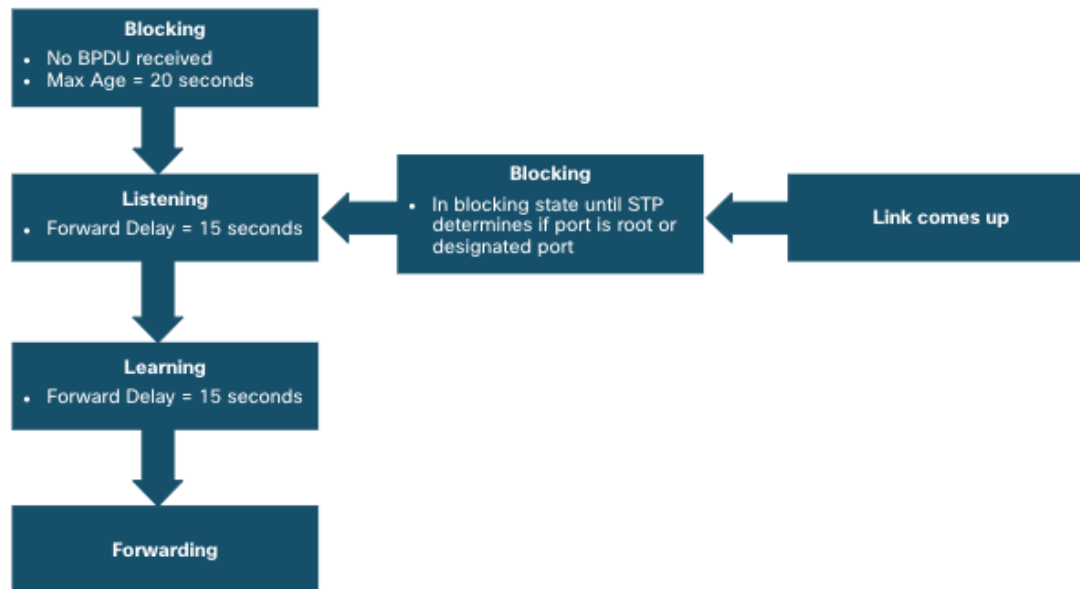 Blocking
• No BPDU received
• Max Age = 20 seconds
Listening
• Forward Delay = 15 seconds
Blocking
• In blocking state until STP
determines if port is root or
designated port
Link comes up
Learning
• Forward Delay = 15 seconds
Forwarding